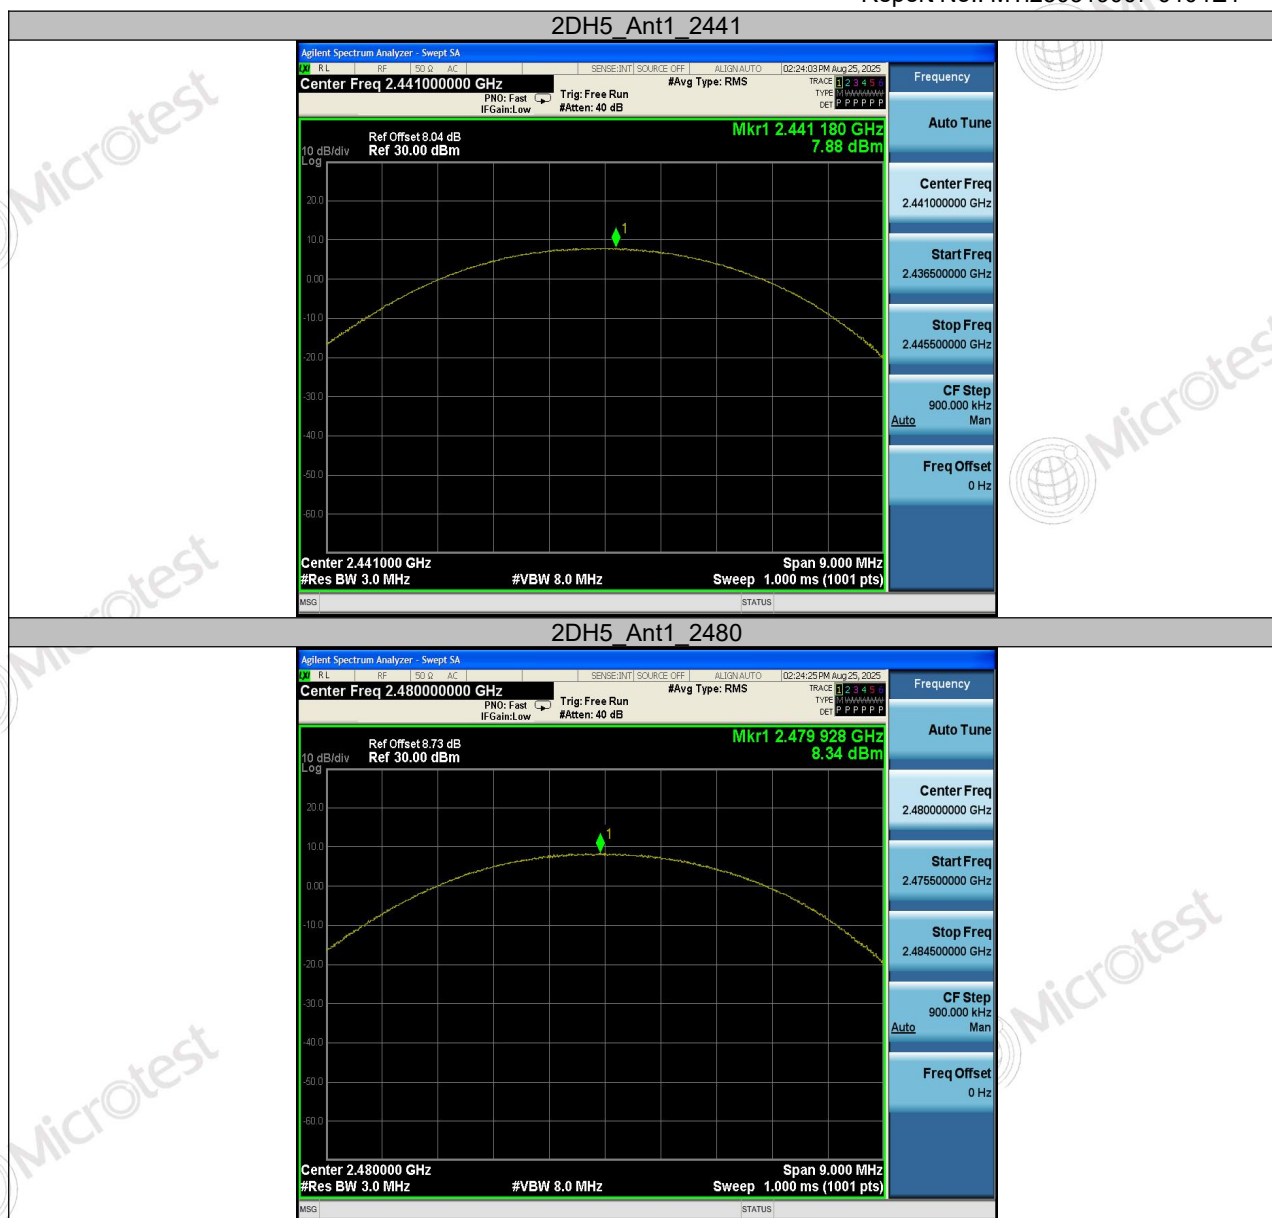 2DH5_Ant1_2441
Agilent Spectrum Analyzer - Swept SA
RL RF 50 Ω AC SENSE:INT SOURCE OFF ALIGN AUTO 02:24:03 PM Aug 25, 2025
Center Freq 2.441000000 GHz #Avg Type: RMS TRACE 1 2 3 4 5 6
PNO: Fast Trig: Free Run TYPE M WWWWW
IFGain:Low #Atten: 40 dB DET P P P P P P
Frequency
Mkr1 2.441 180 GHz
7.88 dBm
Ref Offset 8.04 dB
10 dB/div Ref 30.00 dBm
Log
20.0
10.0
1
0.00
-10.0
-20.0
-30.0
-40.0
-50.0
-60.0
Center 2.441000 GHz Span 9.000 MHz
#Res BW 3.0 MHz #VBW 8.0 MHz Sweep 1.000 ms (1001 pts)
MSG STATUS
Auto Tune
Center Freq
2.441000000 GHz
Start Freq
2.436500000 GHz
Stop Freq
2.445500000 GHz
CF Step
900.000 kHz
Auto Man
Freq Offset
0 Hz
2DH5_Ant1_2480
Agilent Spectrum Analyzer - Swept SA
RL RF 50 Ω AC SENSE:INT SOURCE OFF ALIGN AUTO 02:24:25 PM Aug 25, 2025
Center Freq 2.480000000 GHz #Avg Type: RMS TRACE 1 2 3 4 5 6
PNO: Fast Trig: Free Run TYPE M WWWWW
IFGain:Low #Atten: 40 dB DET P P P P P P
Frequency
Mkr1 2.479 928 GHz
8.34 dBm
Ref Offset 8.73 dB
10 dB/div Ref 30.00 dBm
Log
20.0
10.0
1
0.00
-10.0
-20.0
-30.0
-40.0
-50.0
-60.0
Center 2.480000 GHz Span 9.000 MHz
#Res BW 3.0 MHz #VBW 8.0 MHz Sweep 1.000 ms (1001 pts)
MSG STATUS
Auto Tune
Center Freq
2.480000000 GHz
Start Freq
2.475500000 GHz
Stop Freq
2.484500000 GHz
CF Step
900.000 kHz
Auto Man
Freq Offset
0 Hz
Microtest
Microtest
Microtest
Microtest